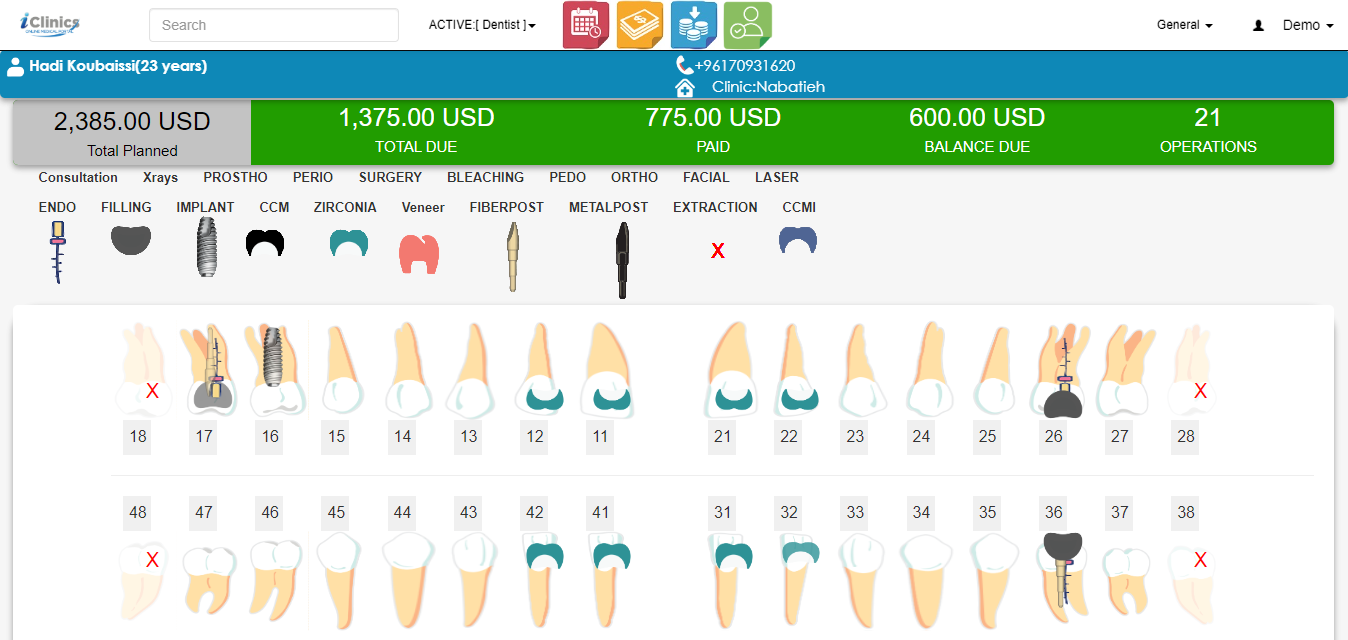 iClinics
ONLINE MEDICAL PORTAL
Search
ACTIVE:[ Dentist ]
General
Demo
Hadi Koubaissi(23 years)
+96170931620
Clinic:Nabatieh
2,385.00 USD
Total Planned
1,375.00 USD
TOTAL DUE
775.00 USD
PAID
600.00 USD
BALANCE DUE
21
OPERATIONS
Consultation Xrays PROSTHO PERIO SURGERY BLEACHING PEDO ORTHO FACIAL LASER
ENDO FILLING IMPLANT CCM ZIRCONIA Veneer FIBERPOST METALPOST EXTRACTION CCMI
X
X X
18 17 16 15 14 13 12 11 21 22 23 24 25 26 27 28
48 47 46 45 44 43 42 41 31 32 33 34 35 36 37 38
X X